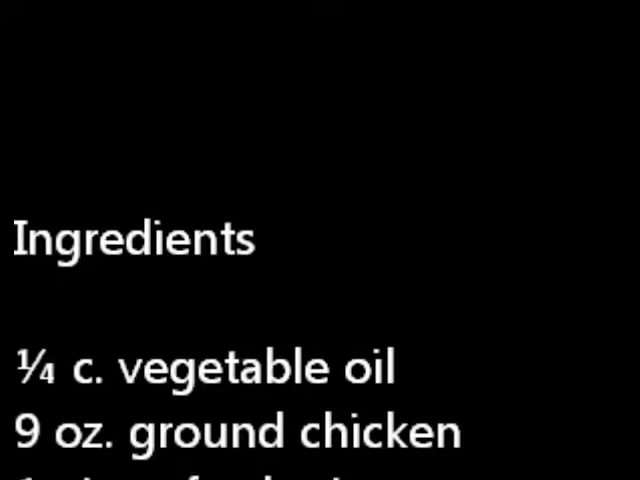 Ingredients
¼ c. vegetable oil
9 oz. ground chicken